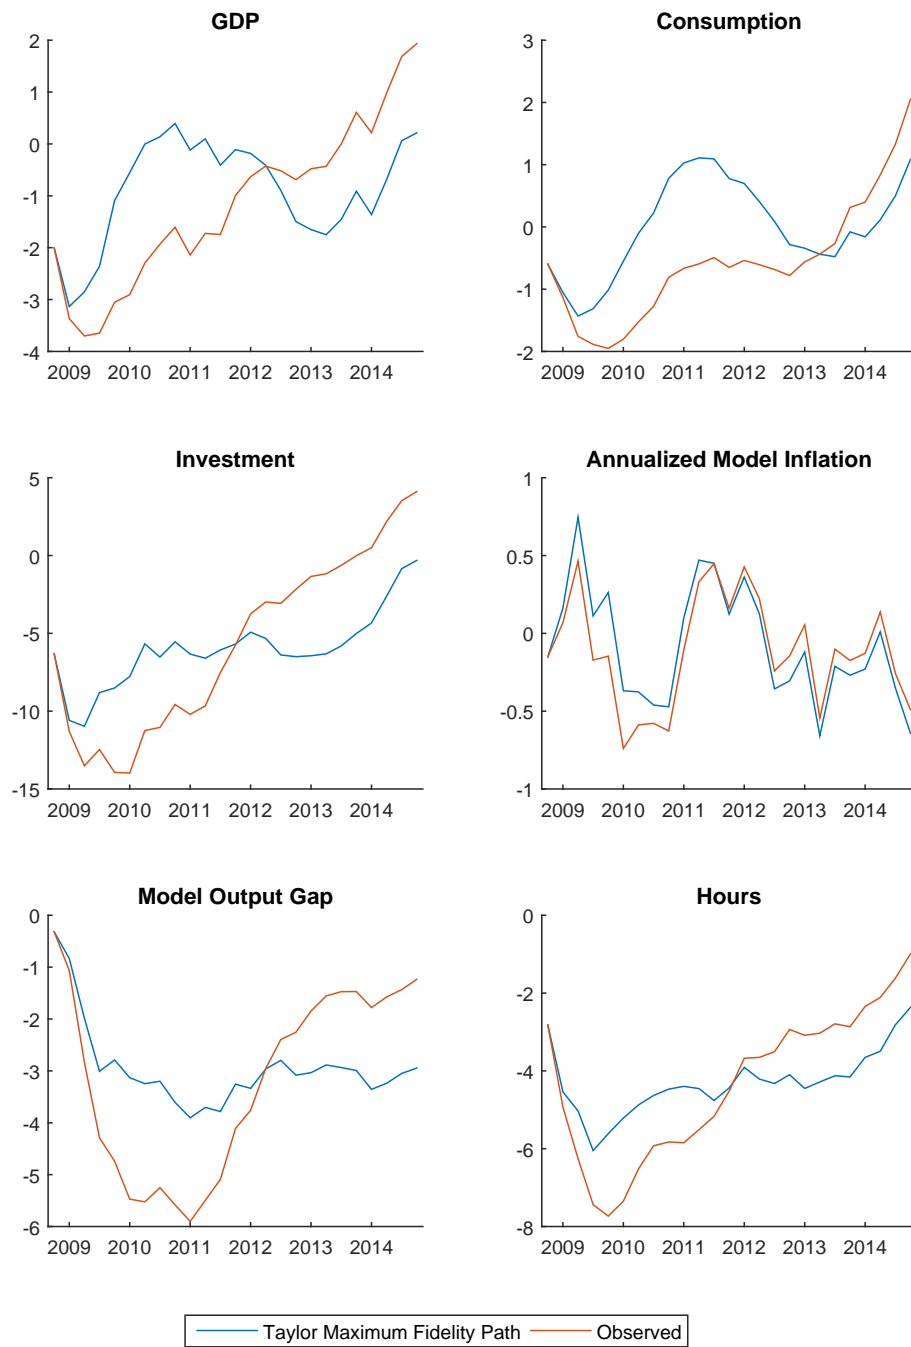 GDP
Consumption
2
1
0
-1
-2
-3
-4
2009 2010 2011 2012 2013 2014
3
2
1
0
-1
-2
2009 2010 2011 2012 2013 2014
Investment
Annualized Model Inflation
5
0
-5
-10
-15
2009 2010 2011 2012 2013 2014
1
0.5
0
-0.5
-1
2009 2010 2011 2012 2013 2014
Model Output Gap
Hours
0
-1
-2
-3
-4
-5
-6
2009 2010 2011 2012 2013 2014
0
-2
-4
-6
-8
2009 2010 2011 2012 2013 2014
Taylor Maximum Fidelity Path Observed